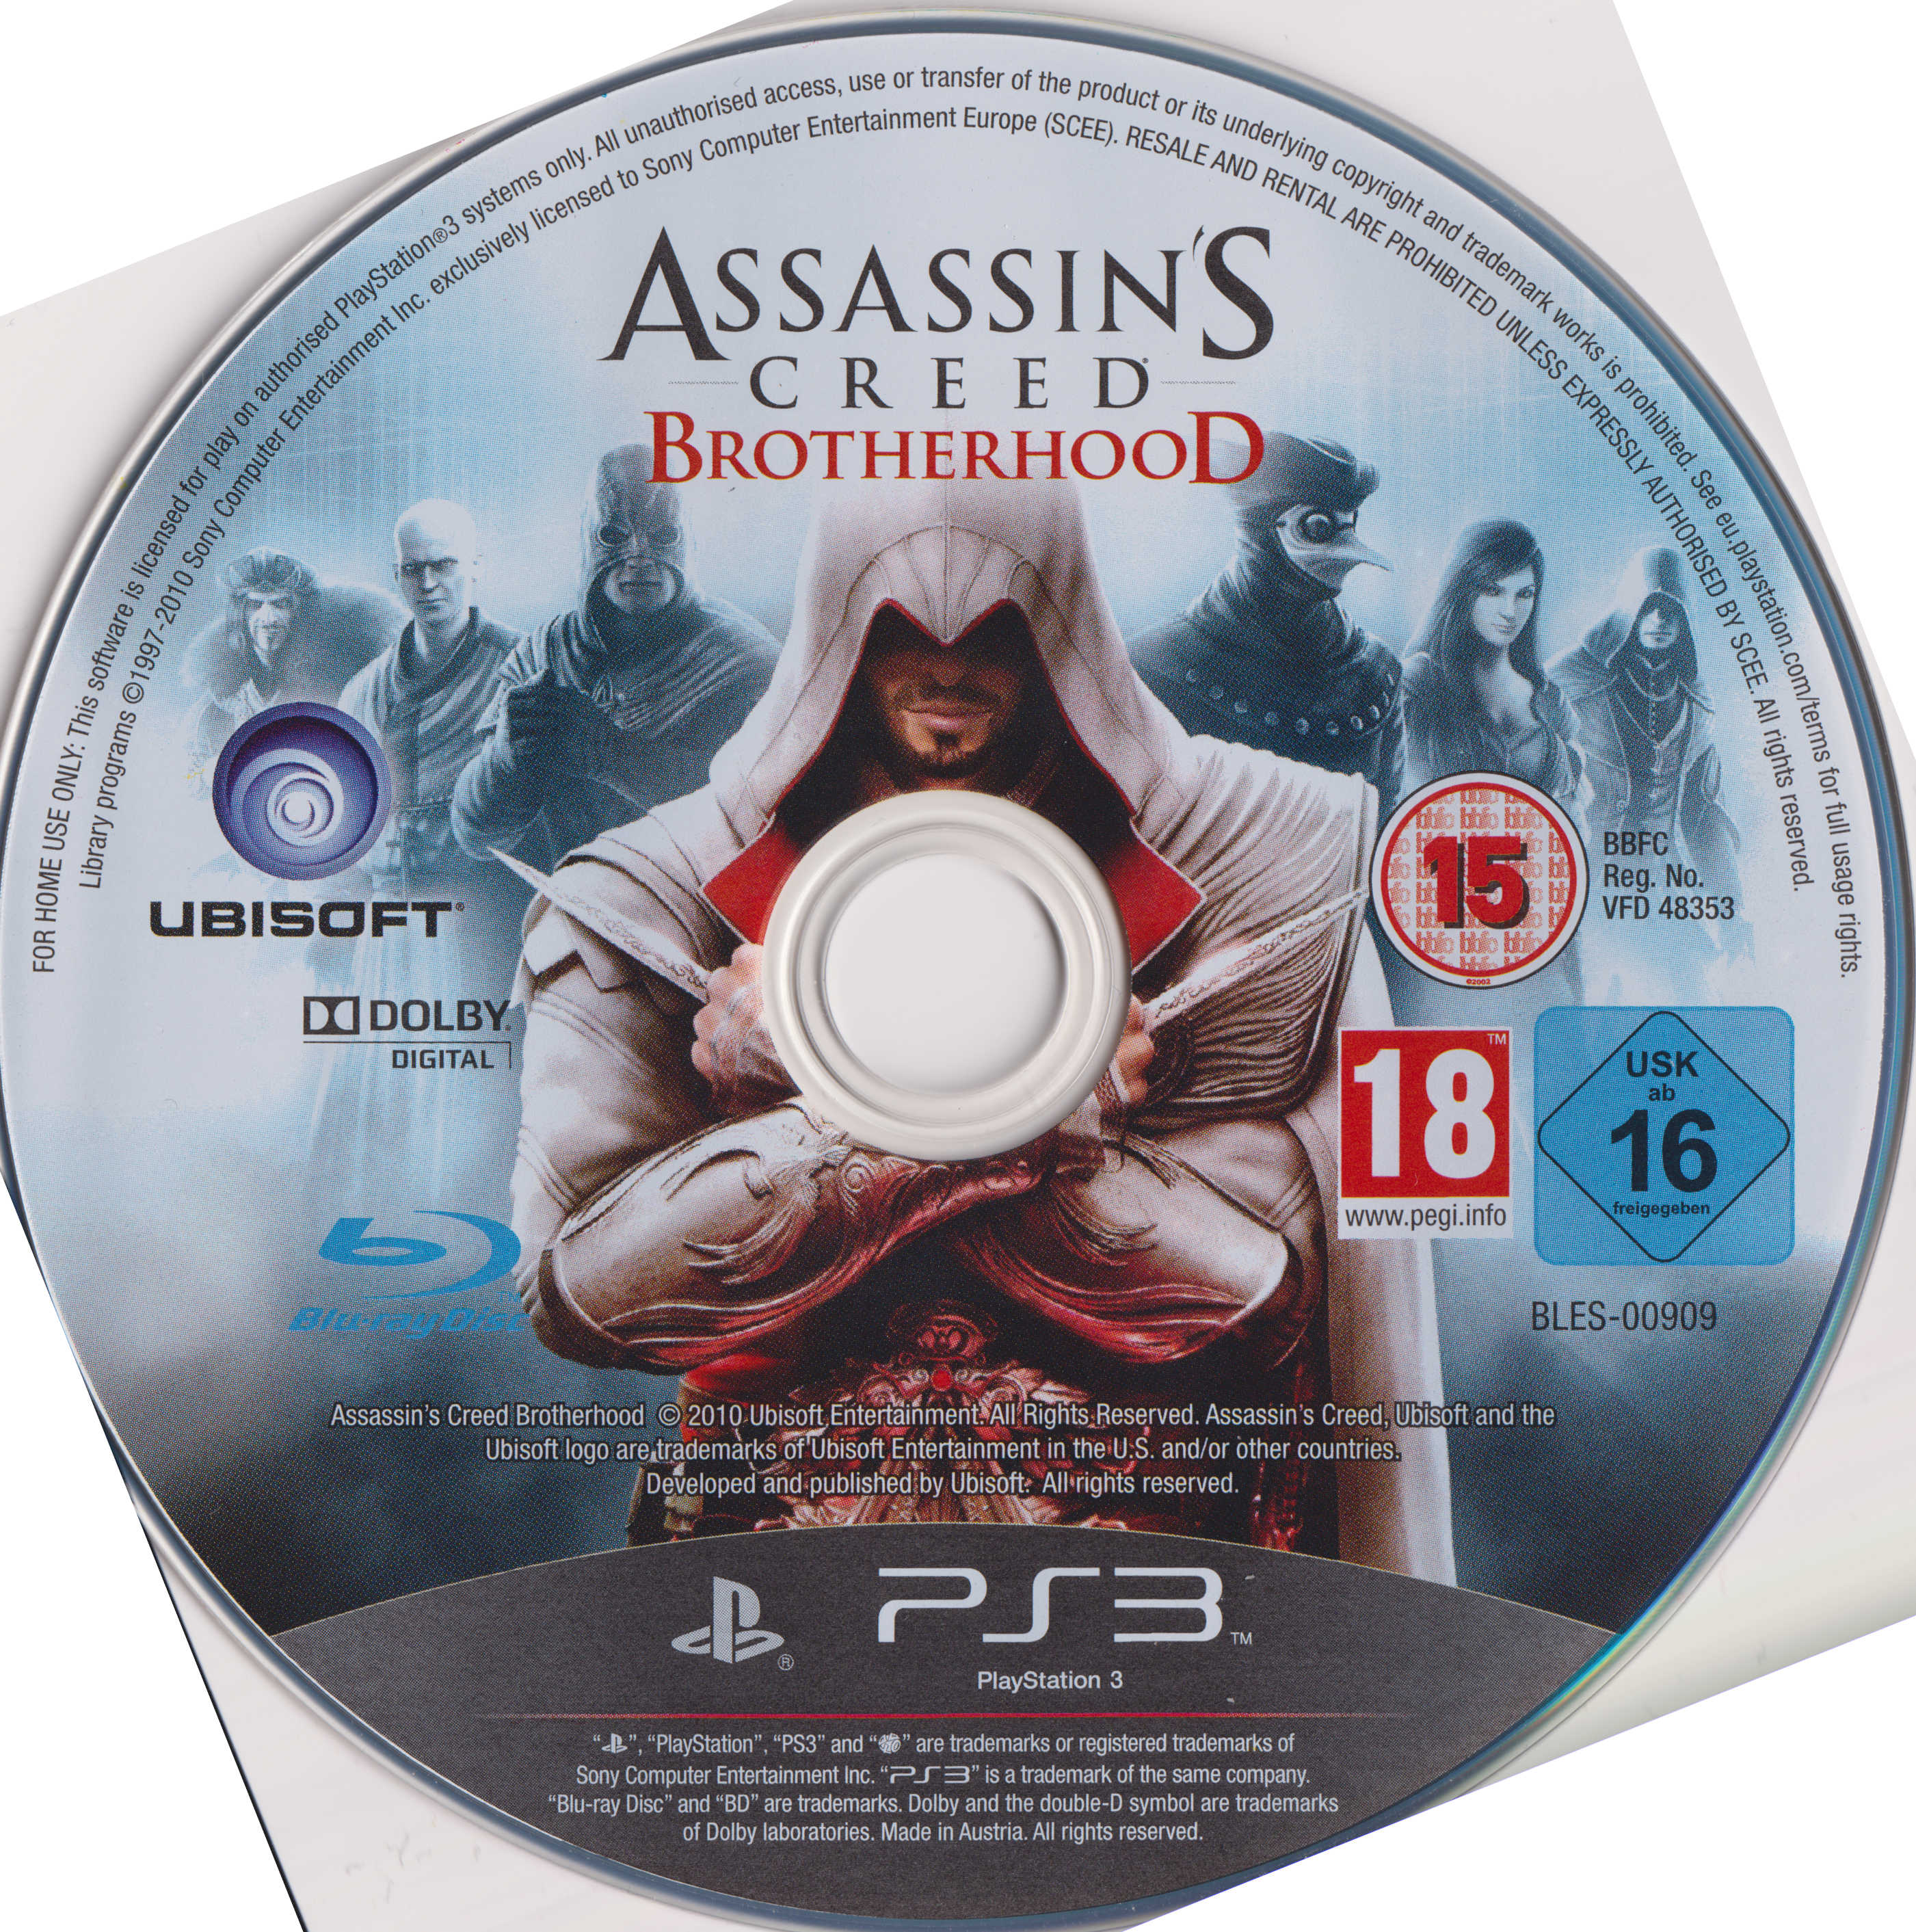 FOR HOME USE ONLY. This software is licensed for play on authorised PlayStation®3 systems only. All unauthorised access, use or transfer of the product or its underlying copyright and trademark works is prohibited. See eu.playstation.com/terms for full usage rights.
Library programs ©1997-2010 Sony Computer Entertainment Inc. exclusively licensed to Sony Computer Entertainment Europe (SCEE). RESALE AND RENTAL ARE PROHIBITED UNLESS EXPRESSLY AUTHORISED BY SCEE. All rights reserved.
ASSASSIN'S
CREED®
BROTHERHOOD
UBISOFT®
DOLBY®
DIGITAL
Blu-ray Disc
15
©2002
BBFC
Reg. No.
VFD 48353
18™
www.pegi.info
USK
ab
16
freigegeben
BLES-00909
Assassin's Creed Brotherhood © 2010 Ubisoft Entertainment. All Rights Reserved. Assassin's Creed, Ubisoft and the
Ubisoft logo are trademarks of Ubisoft Entertainment in the U.S. and/or other countries.
Developed and published by Ubisoft. All rights reserved.
® PS3™
PlayStation 3
“ ”, “PlayStation”, “PS3” and “ ” are trademarks or registered trademarks of
Sony Computer Entertainment Inc. “PS3” is a trademark of the same company.
“Blu-ray Disc” and “BD” are trademarks. Dolby and the double-D symbol are trademarks
of Dolby laboratories. Made in Austria. All rights reserved.